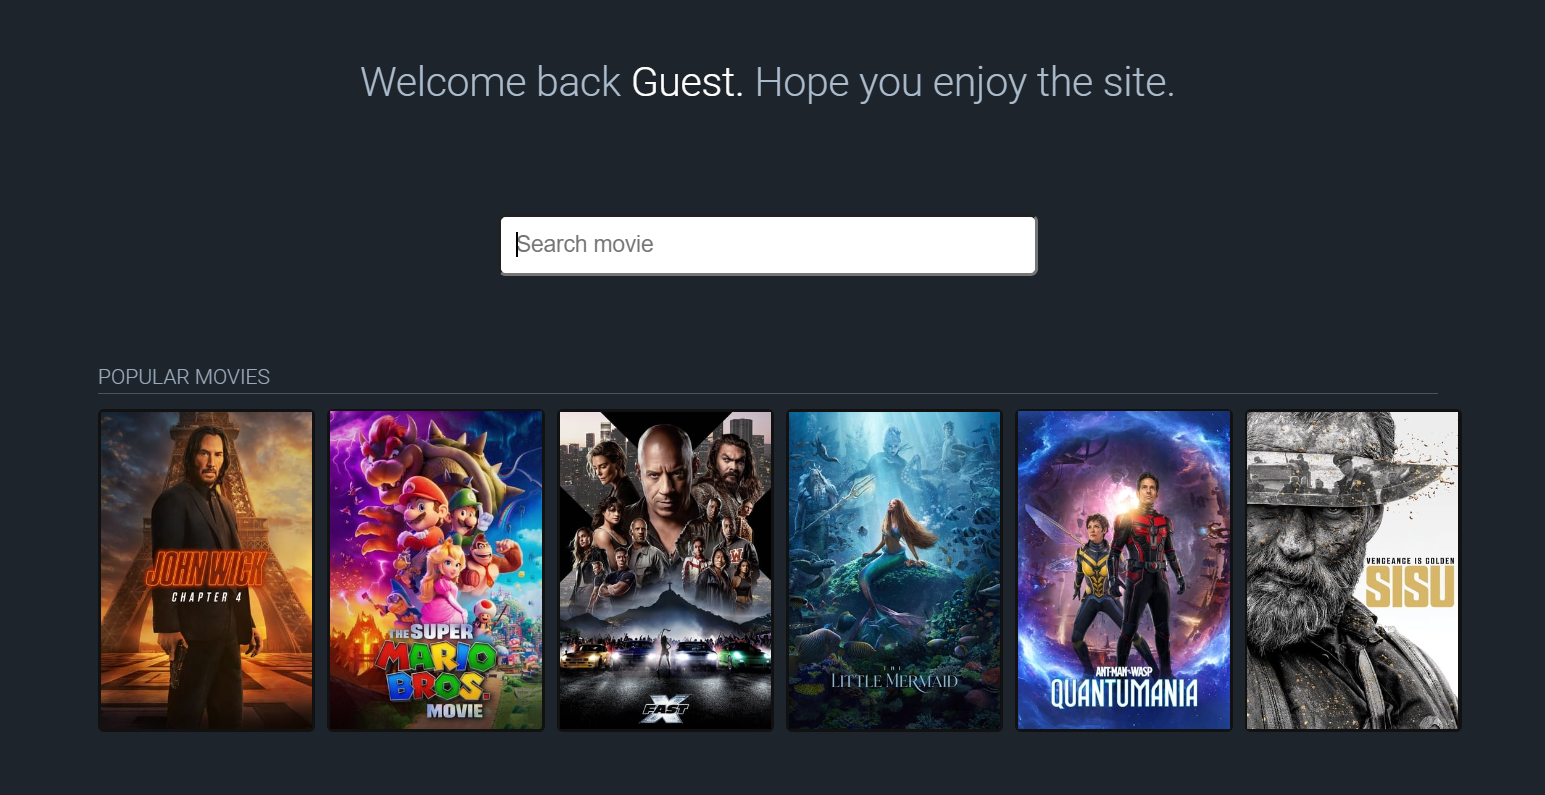 Welcome back Guest. Hope you enjoy the site.
Search movie
POPULAR MOVIES
JOHN WICK
CHAPTER 4
THE SUPER
MARIO
BROS.
MOVIE
FAST X
THE
LITTLE MERMAID
ANT-MAN AND THE WASP
QUANTUMANIA
VENGEANCE IS GOLDEN
SISU